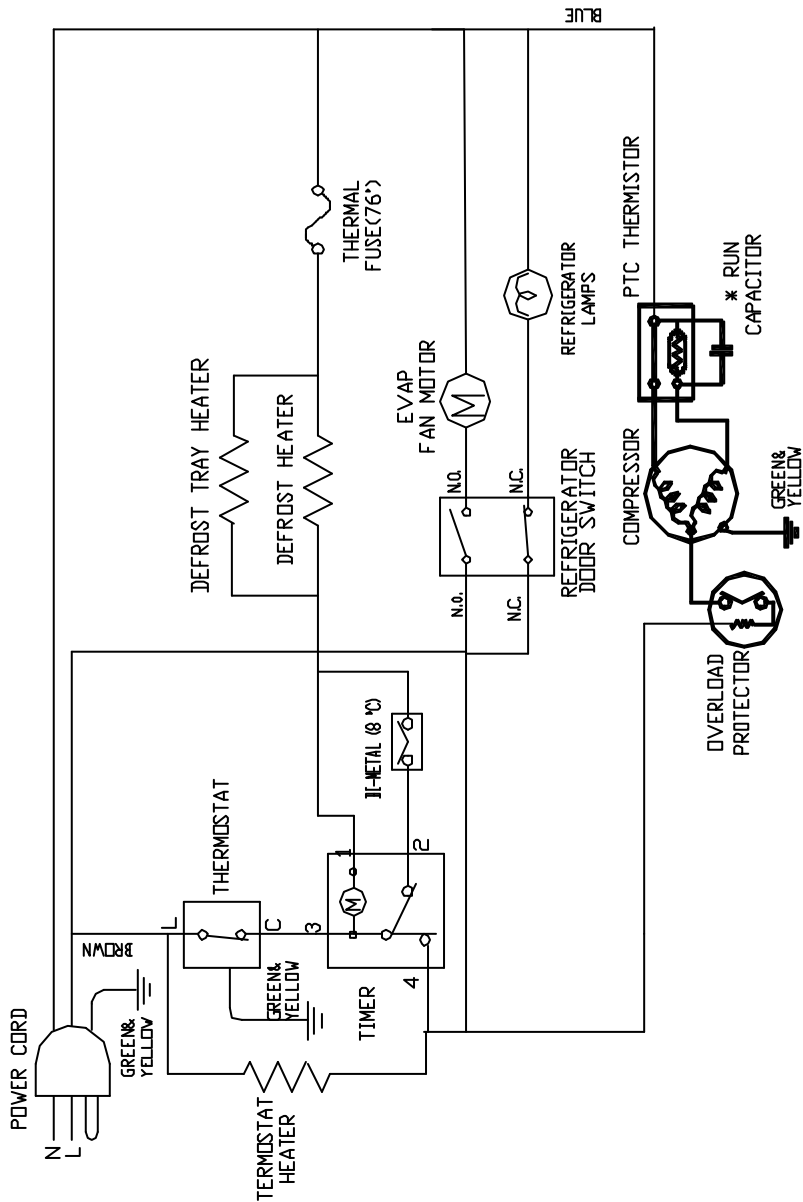 POWER CORD
N
L
GREEN&
YELLOW
BROWN
DEFROST TRAY HEATER
L
THERMOSTAT
C
GREEN&
YELLOW
TERMOSTAT
HEATER
DEFROST HEATER
3
1
TIMER
4
2
THERMAL
FUSE(76°)
BI-METAL (8 °C)
EVAP
FAN MOTOR
M
M
N.O.
N.O.
N.C.
N.C.
REFRIGERATOR
DOOR SWITCH
REFRIGERATOR
LAMPS
BLUE
COMPRESSOR
PTC THERMISTOR
OVERLOAD
PROTECTOR
* RUN
CAPACITOR
GREEN&
YELLOW